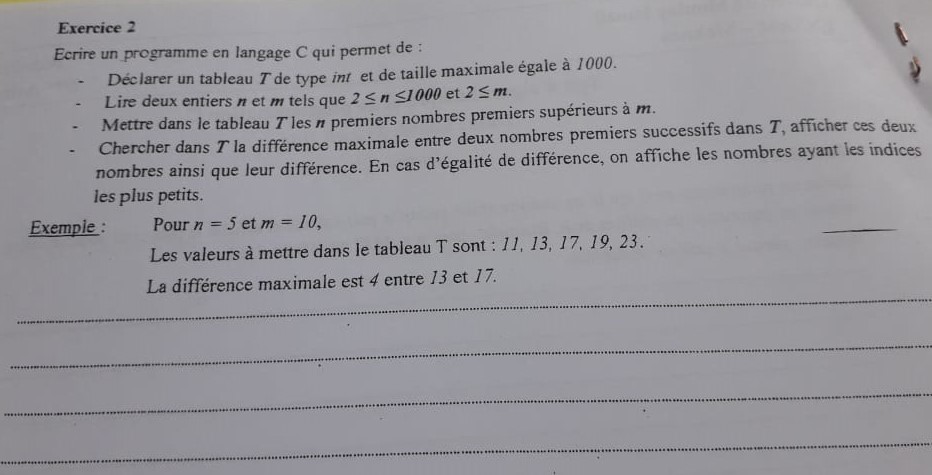 Exercice 2
Ecrire un programme en langage C qui permet de :
- Déclarer un tableau T de type int et de taille maximale égale à 1000.
- Lire deux entiers n et m tels que 2 ≤ n ≤1000 et 2 ≤ m.
- Mettre dans le tableau T les n premiers nombres premiers supérieurs à m.
- Chercher dans T la différence maximale entre deux nombres premiers successifs dans T, afficher ces deux
nombres ainsi que leur différence. En cas d'égalité de différence, on affiche les nombres ayant les indices
les plus petits.
Exemple : Pour n = 5 et m = 10,
Les valeurs à mettre dans le tableau T sont : 11, 13, 17, 19, 23.
La différence maximale est 4 entre 13 et 17.